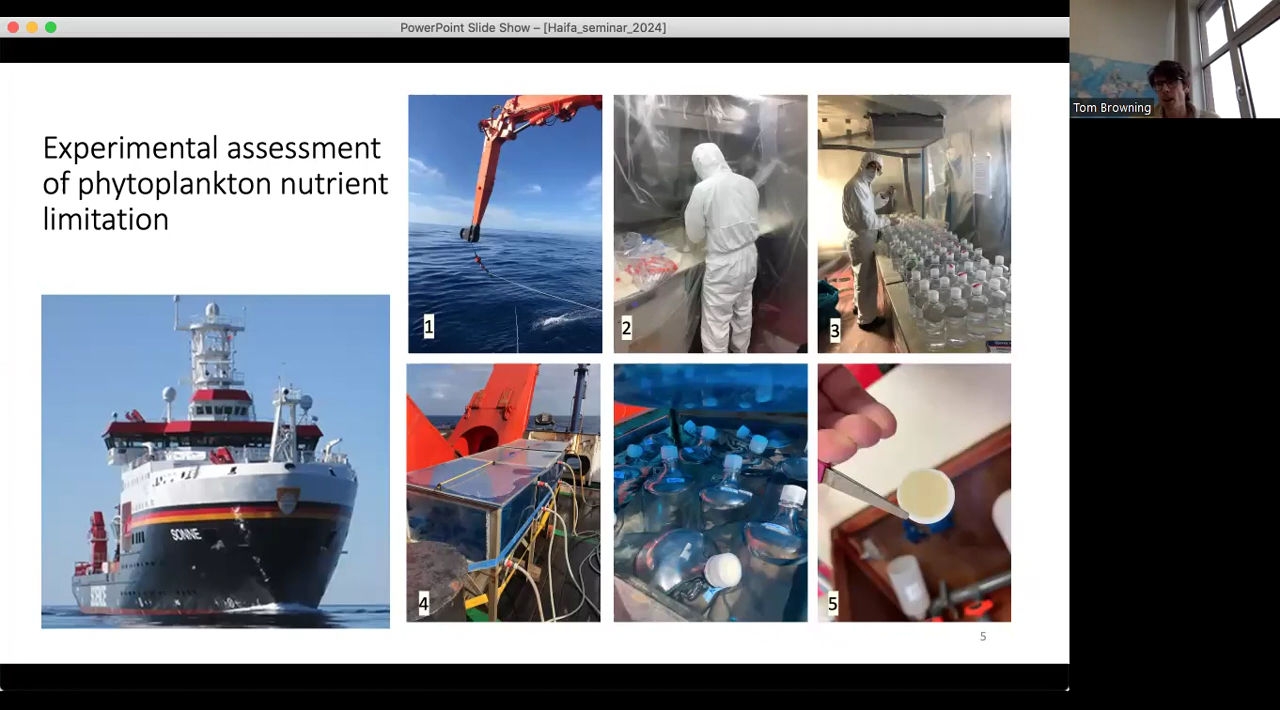 PowerPoint Slide Show – [Haifa_seminar_2024]
Tom Browning
Experimental assessment
of phytoplankton nutrient
limitation
1
2
3
SONNE
4
5
5